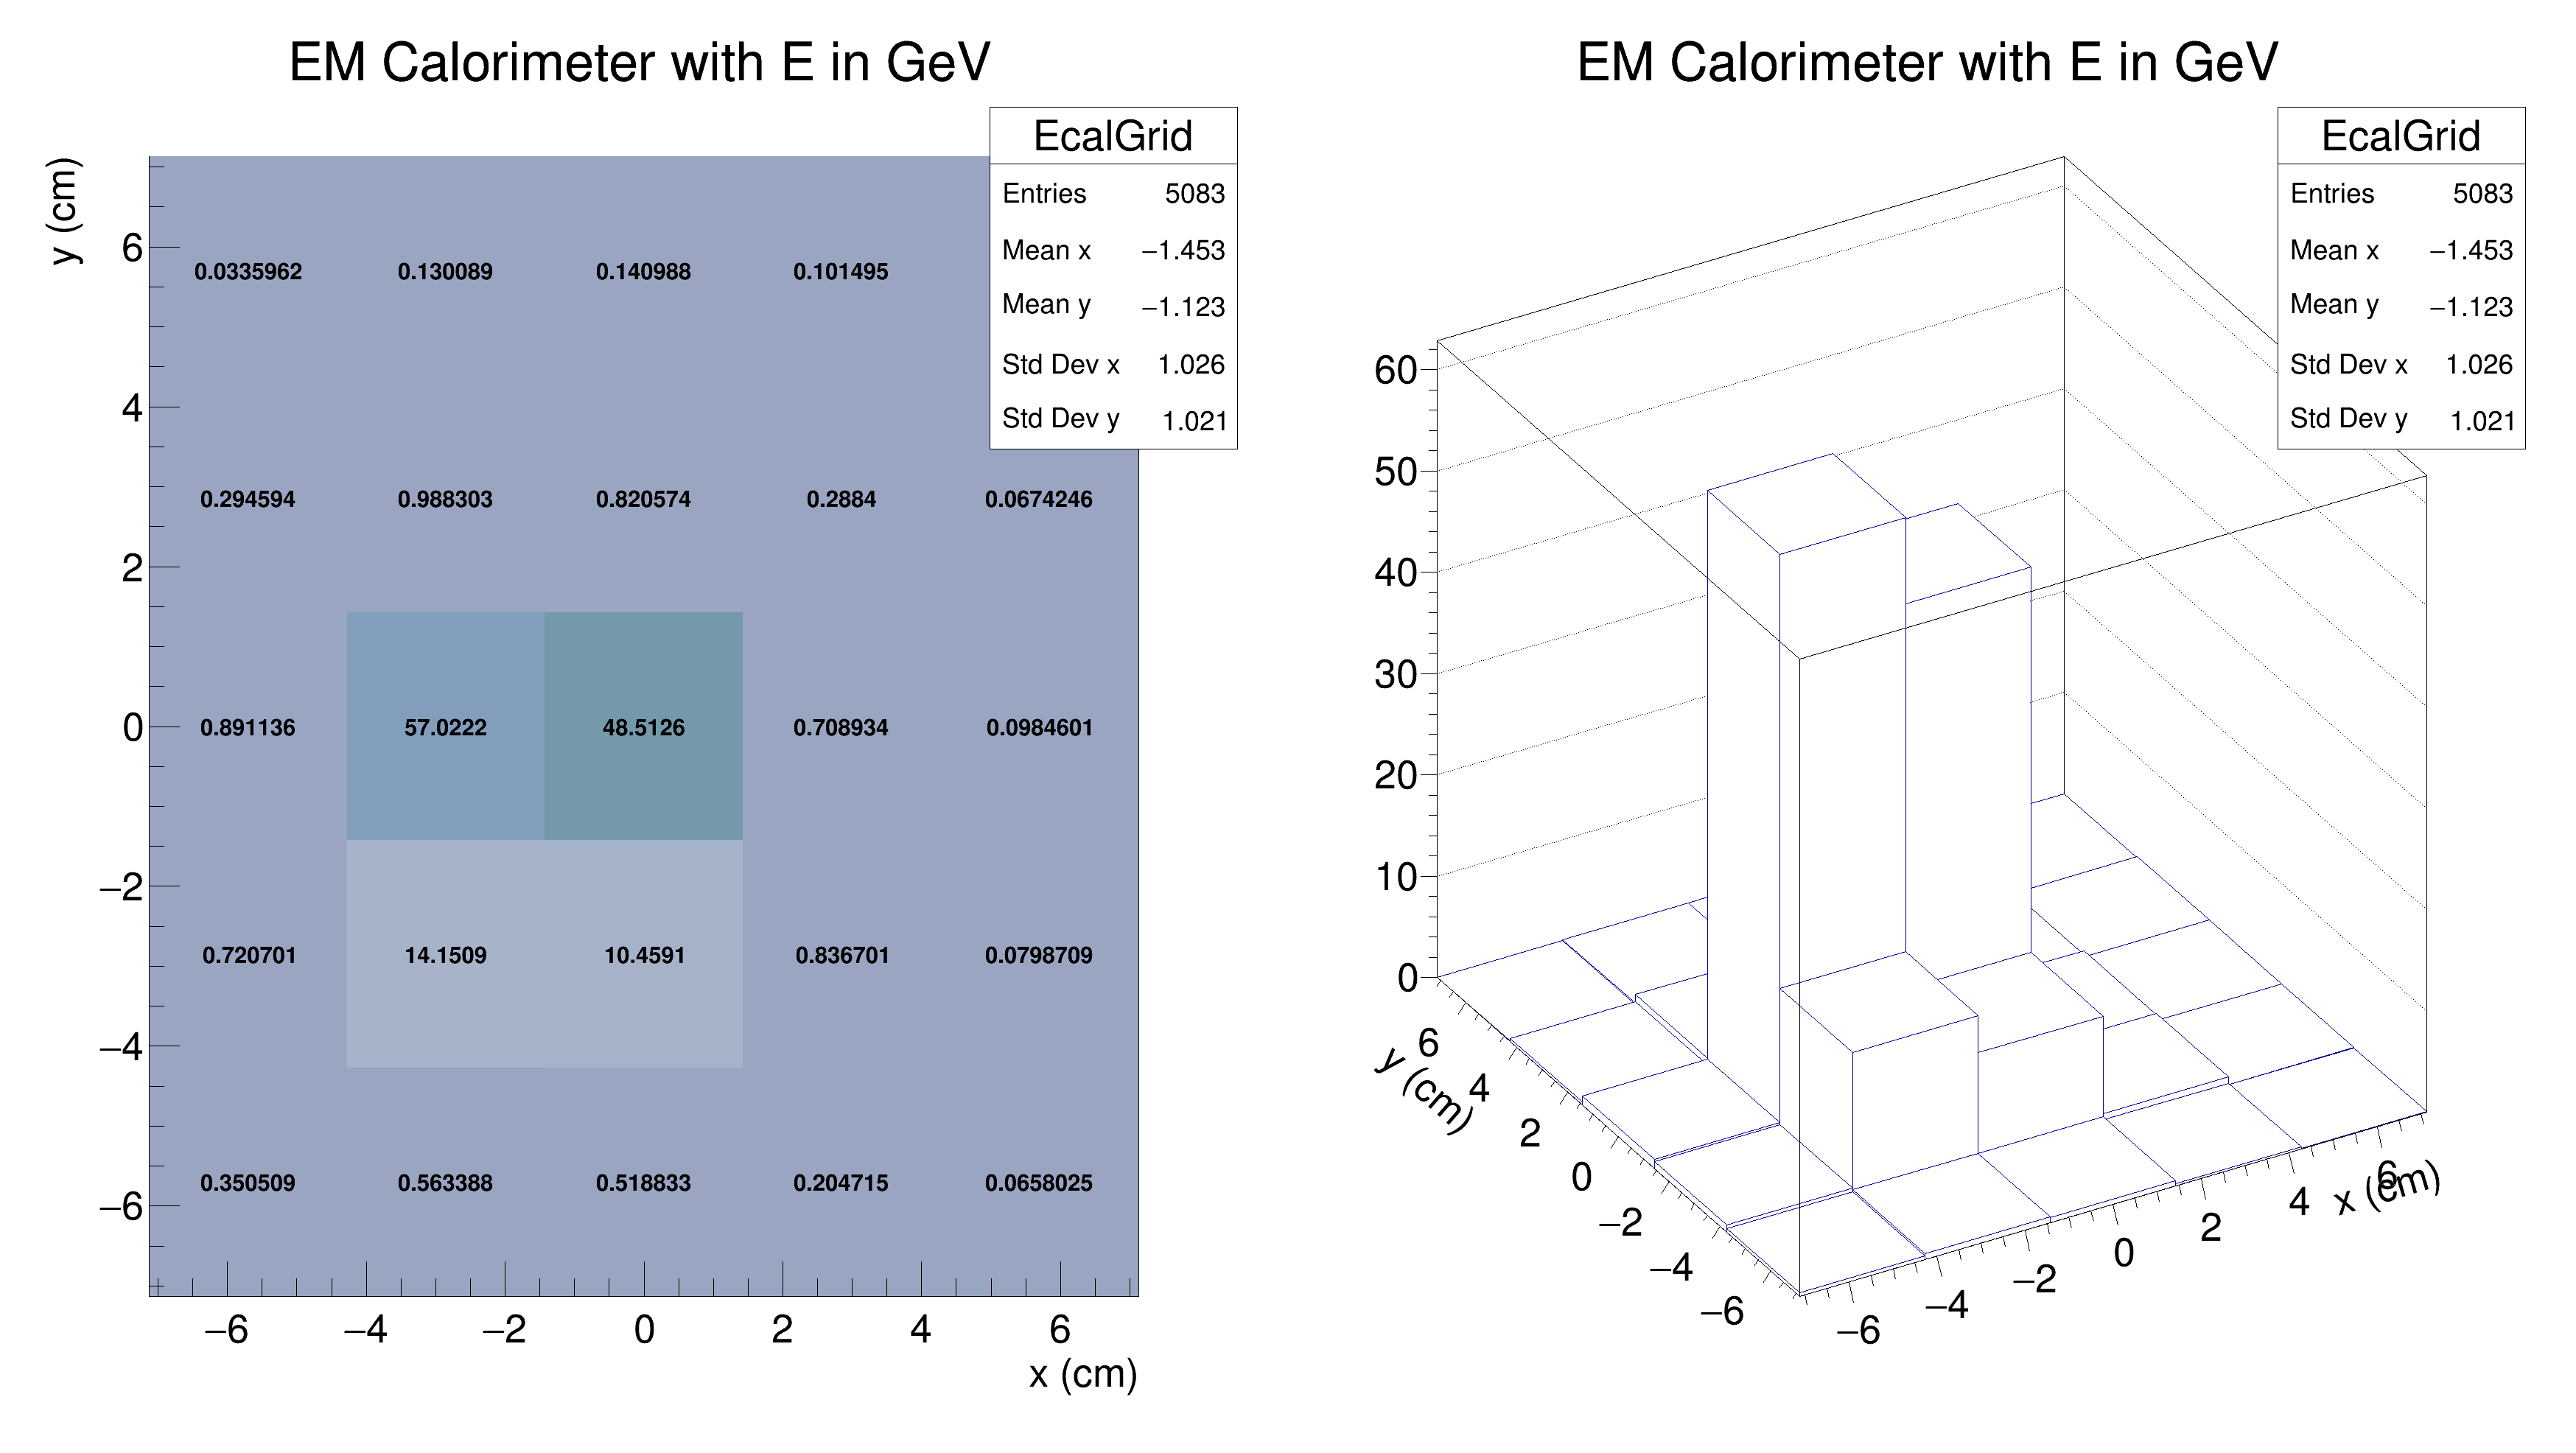 EM Calorimeter with E in GeV
EcalGrid
Entries 5083
Mean x −1.453
Mean y −1.123
Std Dev x 1.026
Std Dev y 1.021
y (cm)
6
4
2
0
−2
−4
−6
0.0335962 0.130089 0.140988 0.101495
0.294594 0.988303 0.820574 0.2884 0.0674246
0.891136 57.0222 48.5126 0.708934 0.0984601
0.720701 14.1509 10.4591 0.836701 0.0798709
0.350509 0.563388 0.518833 0.204715 0.0658025
−6 −4 −2 0 2 4 6
x (cm)
EM Calorimeter with E in GeV
EcalGrid
Entries 5083
Mean x −1.453
Mean y −1.123
Std Dev x 1.026
Std Dev y 1.021
60
50
40
30
20
10
0
y (cm)
6
4
2
0
−2
−4
−6
−6 −4 −2 0 2 4 6
x (cm)